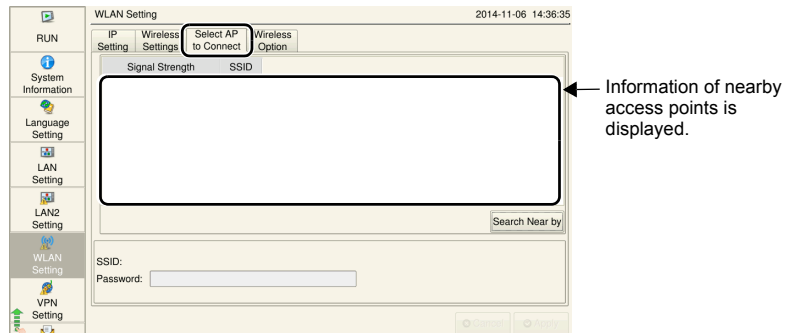 WLAN Setting
2014-11-06 14:36:35
RUN
IP Setting
Wireless Settings
Select AP to Connect
Wireless Option
Signal Strength SSID
System
Information
Language
Setting
LAN
Setting
LAN2
Setting
WLAN
Setting
VPN
Setting
Information of nearby
access points is
displayed.
Search Near by
SSID:
Password:
Apply